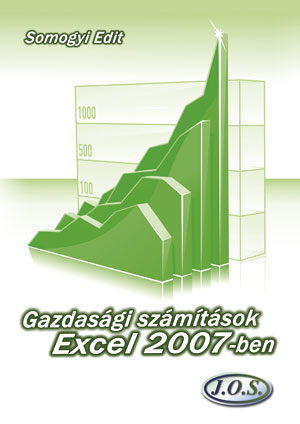 Somogyi Edit
1000
500
100
Gazdasági számítások
Excel 2007-ben
J.O.S.